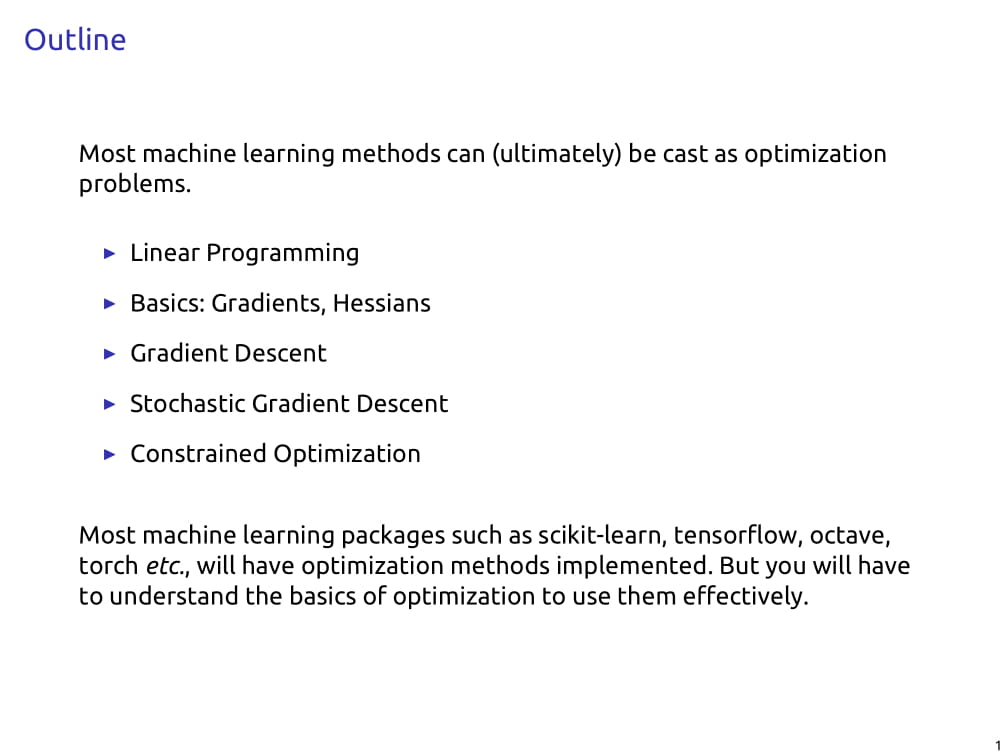 Outline
Most machine learning methods can (ultimately) be cast as optimization
problems.
▶ Linear Programming
▶ Basics: Gradients, Hessians
▶ Gradient Descent
▶ Stochastic Gradient Descent
▶ Constrained Optimization
Most machine learning packages such as scikit-learn, tensorflow, octave,
torch etc., will have optimization methods implemented. But you will have
to understand the basics of optimization to use them effectively.
1